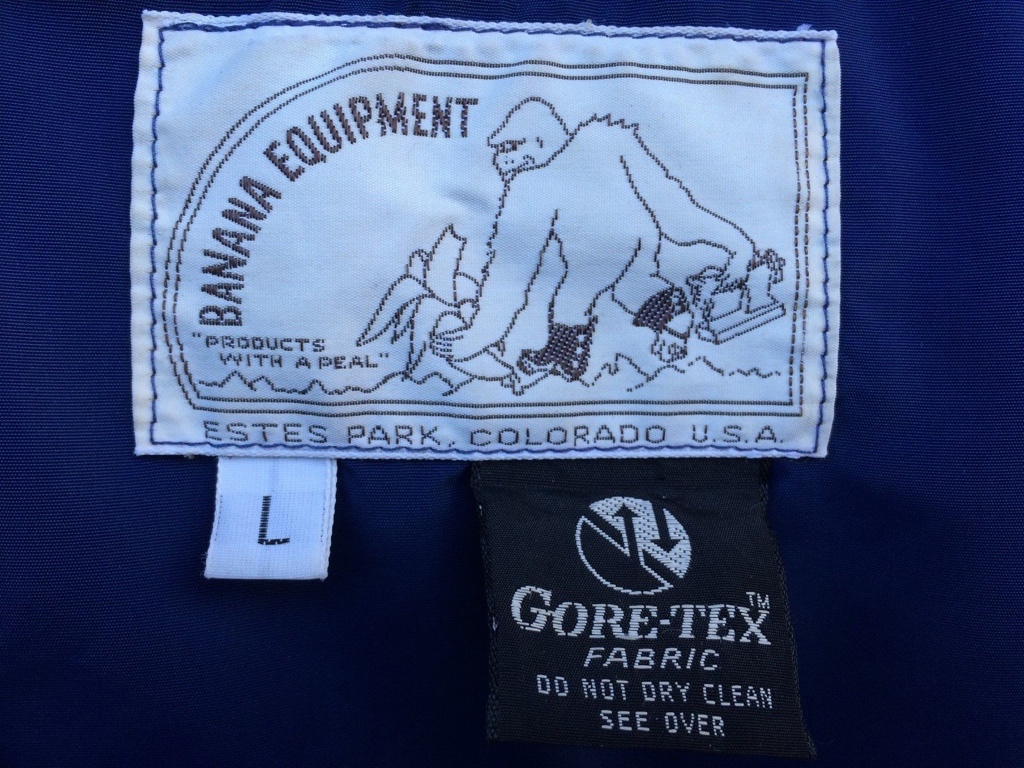 BANANA EQUIPMENT
"PRODUCTS
WITH A PEAL"
ESTES PARK, COLORADO U.S.A.
L
GORE-TEX™
FABRIC
DO NOT DRY CLEAN
SEE OVER